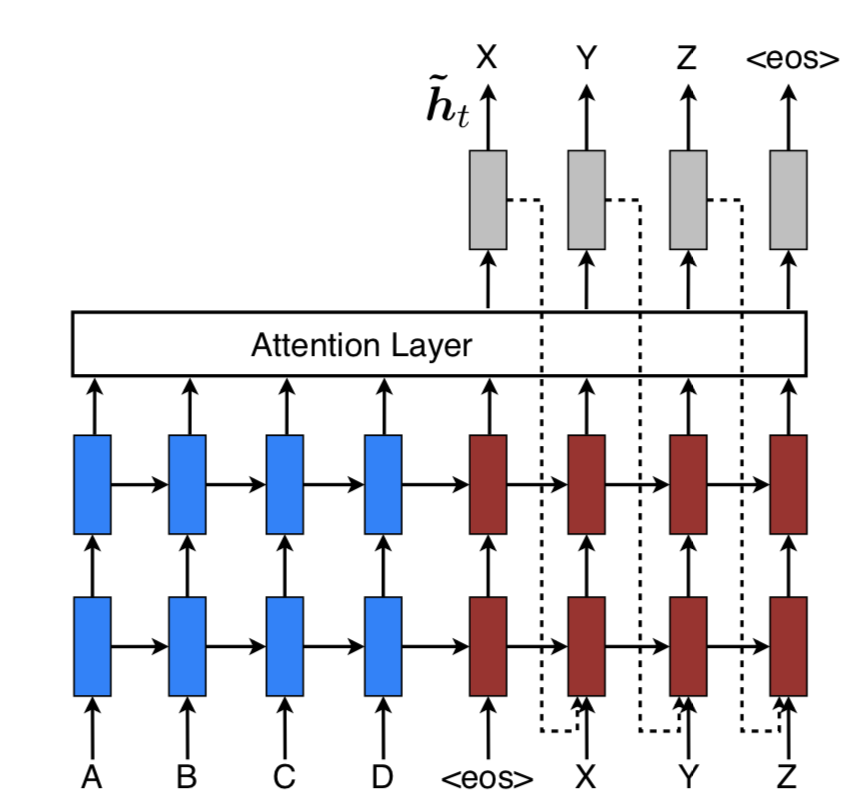 X Y Z <eos>
h̃ₜ
Attention Layer
A B C D <eos> X Y Z